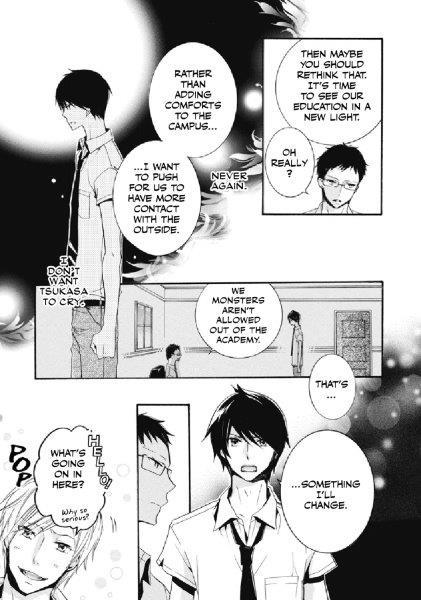 THEN MAYBE
YOU SHOULD
RETHINK THAT.
IT'S TIME
TO SEE OUR
EDUCATION IN A
NEW LIGHT.
OH
REALLY
?
RATHER
THAN
ADDING
COMFORTS
TO THE
CAMPUS...
...I WANT
TO PUSH
FOR US TO
HAVE MORE
CONTACT
WITH THE
OUTSIDE.
NEVER
AGAIN.
I
DON'T
WANT
TSUKASA
TO CRY.
WE
MONSTERS
AREN'T
ALLOWED
OUT OF THE
ACADEMY.
THAT'S
...
...SOMETHING
I'LL
CHANGE.
HELLO!
WHAT'S
GOING
ON IN
HERE?
Why so
serious?
POP